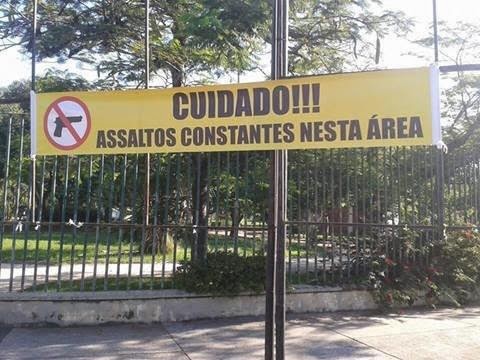 CUIDADO!!!
ASSALTOS CONSTANTES NESTA ÁREA